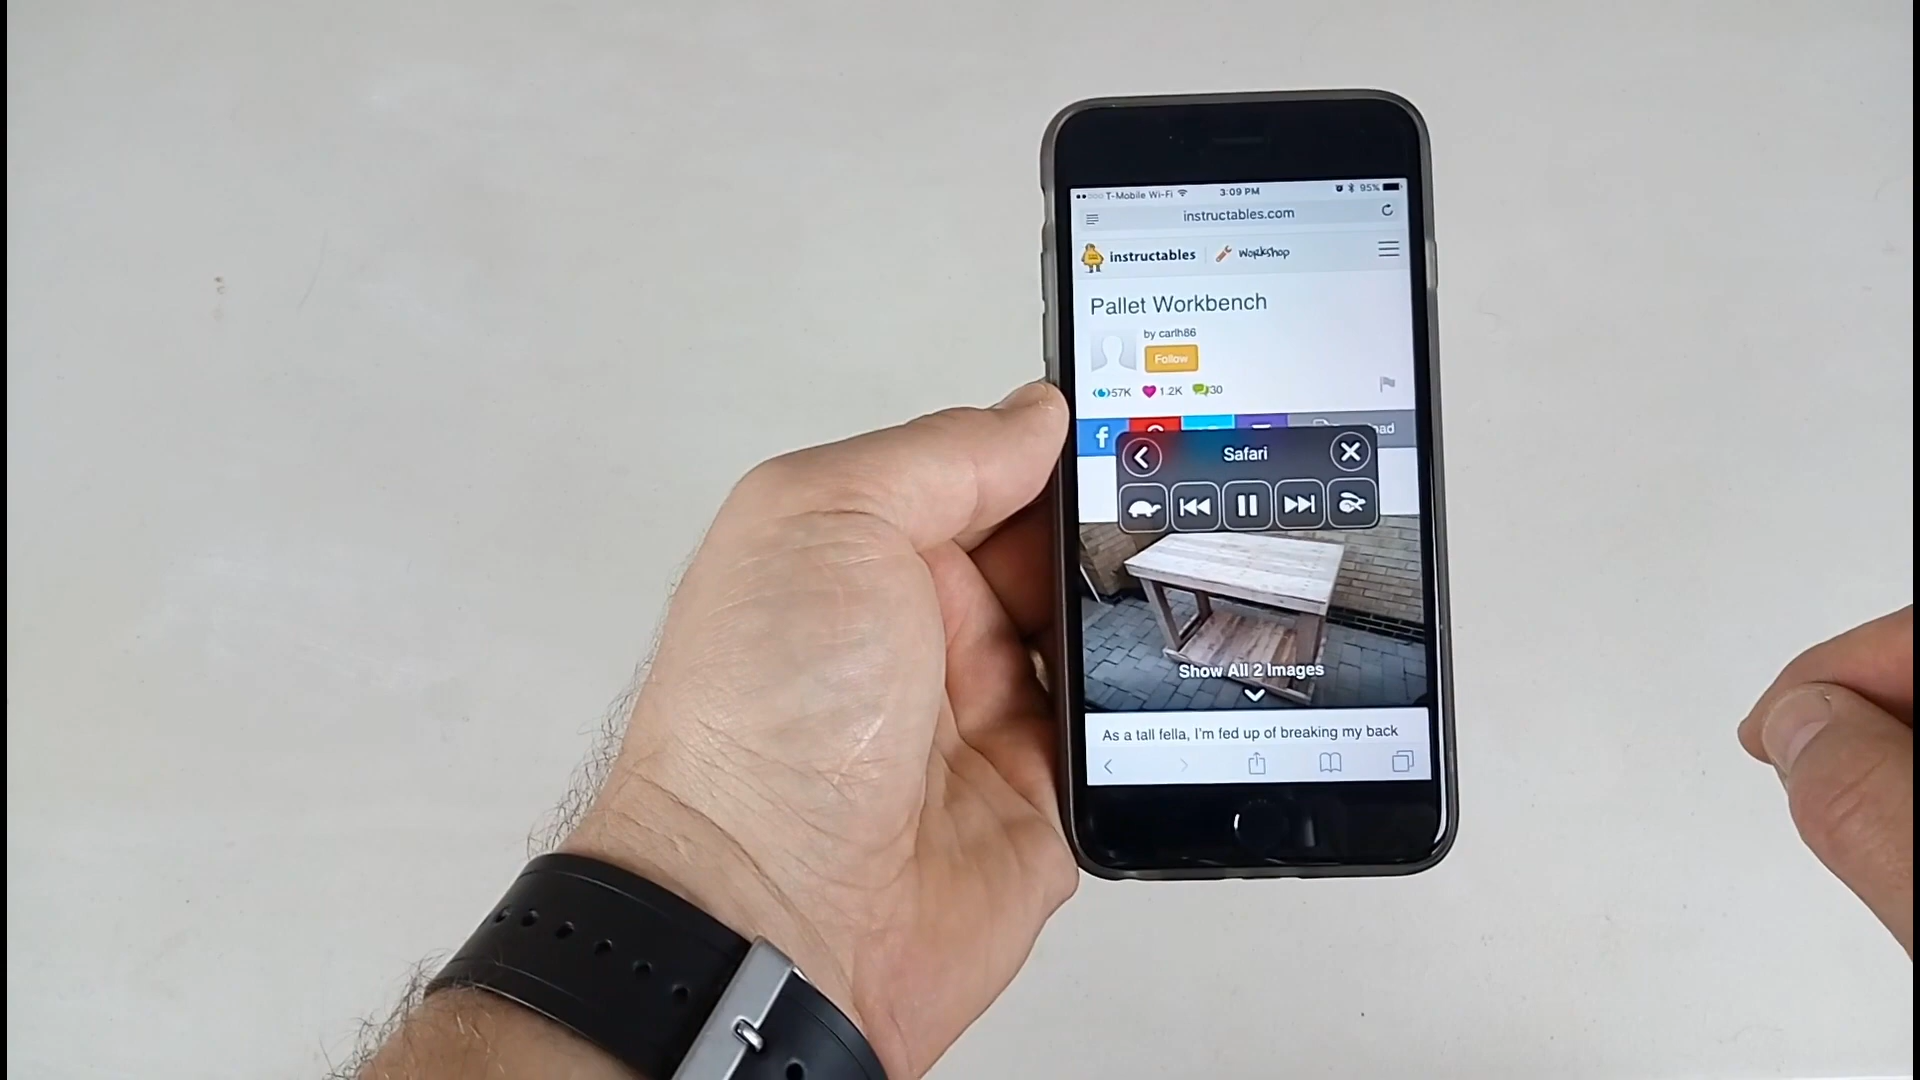 T-Mobile Wi-Fi 3:09 PM 95%
instructables.com
instructables Workshop
Pallet Workbench
by carlh86
Follow
57K 1.2K 30
f
Safari
Show All 2 Images
As a tall fella, I'm fed up of breaking my back